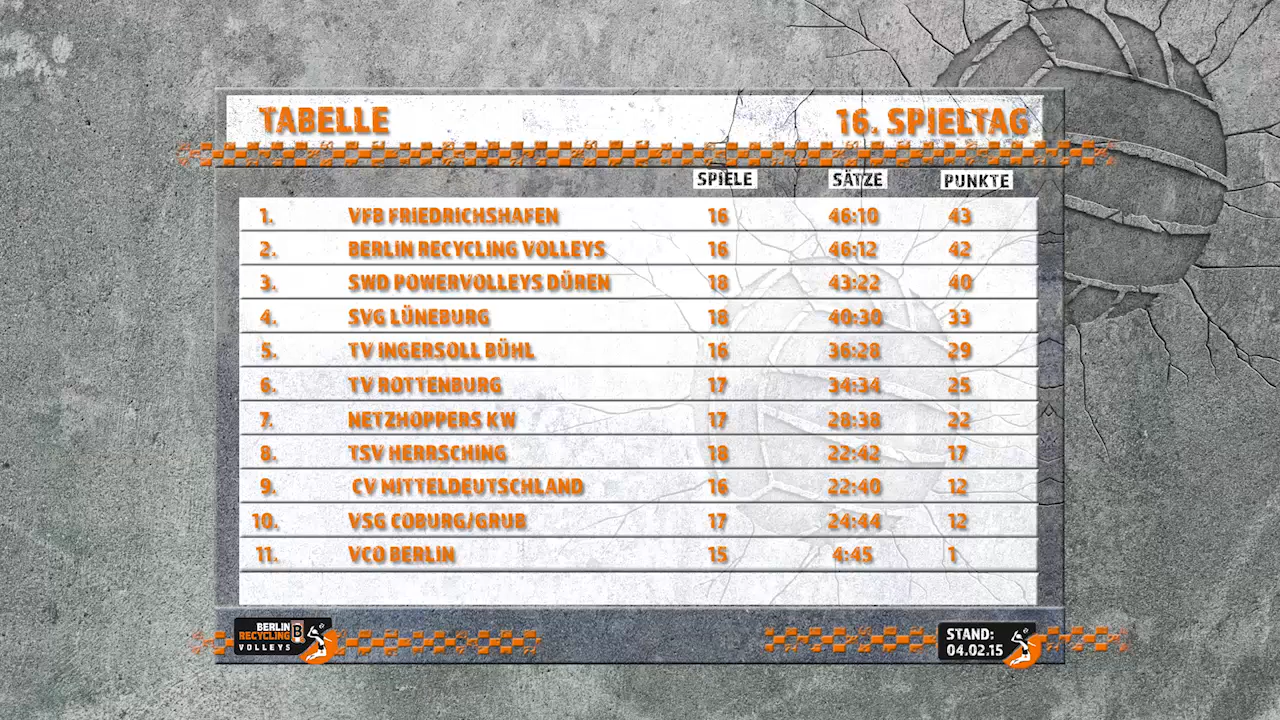 TABELLE 16. SPIELTAG
SPIELE SÄTZE PUNKTE
1. VFB FRIEDRICHSHAFEN 16 46:10 43
2. BERLIN RECYCLING VOLLEYS 16 46:12 42
3. SWD POWERVOLLEYS DÜREN 18 43:22 40
4. SVG LÜNEBURG 18 40:30 33
5. TV INGERSOLL BÜHL 16 36:28 29
6. TV ROTTENBURG 17 34:34 25
7. NETZHOPPERS KW 17 28:38 22
8. TSV HERRSCHING 18 22:42 17
9. CV MITTELDEUTSCHLAND 16 22:40 12
10. VSG COBURG/GRUB 17 24:44 12
11. VCO BERLIN 15 4:45 1
BERLIN
RECYCLING B
VOLLEYS
STAND:
04.02.15